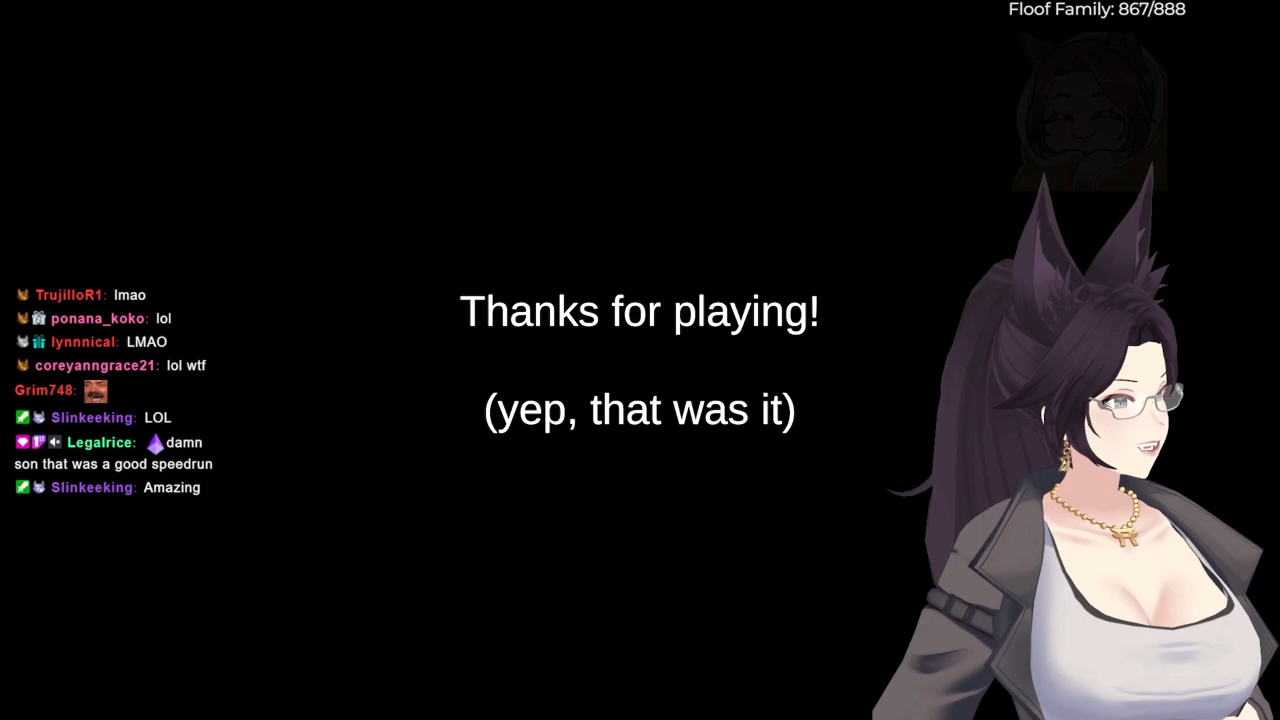 Floof Family: 867/888
Thanks for playing!
(yep, that was it)
TrujilloR1: lmao
ponana_koko: lol
lynnnical: LMAO
coreyanngrace21: lol wtf
Grim748:
Slinkeeking: LOL
Legalrice: damn
son that was a good speedrun
Slinkeeking: Amazing